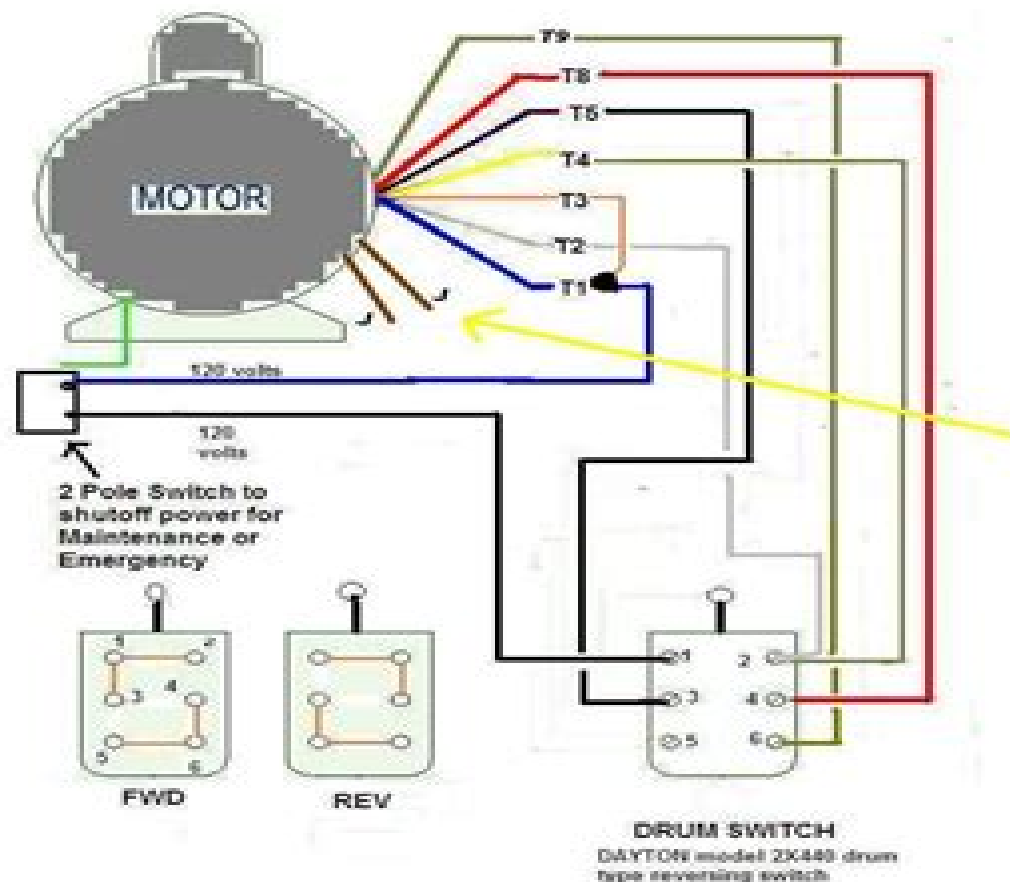 T9
T8
T5
MOTOR
T4
T3
T2
T1
J
J
120 volts
120
volts
2 Pole Switch to
shutoff power for
Maintenance or
Emergency
1 2
3 4
5 6
FWD
REV
1 2
3 4
5 6
DRUM SWITCH
DAYTON model 2X440 drum
type reversing switch